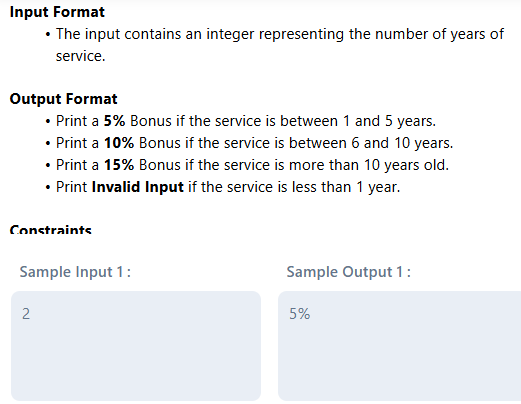 Input Format
• The input contains an integer representing the number of years of
service.
Output Format
• Print a 5% Bonus if the service is between 1 and 5 years.
• Print a 10% Bonus if the service is between 6 and 10 years.
• Print a 15% Bonus if the service is more than 10 years old.
• Print Invalid Input if the service is less than 1 year.
Constraints
Sample Input 1 :
2
Sample Output 1 :
5%